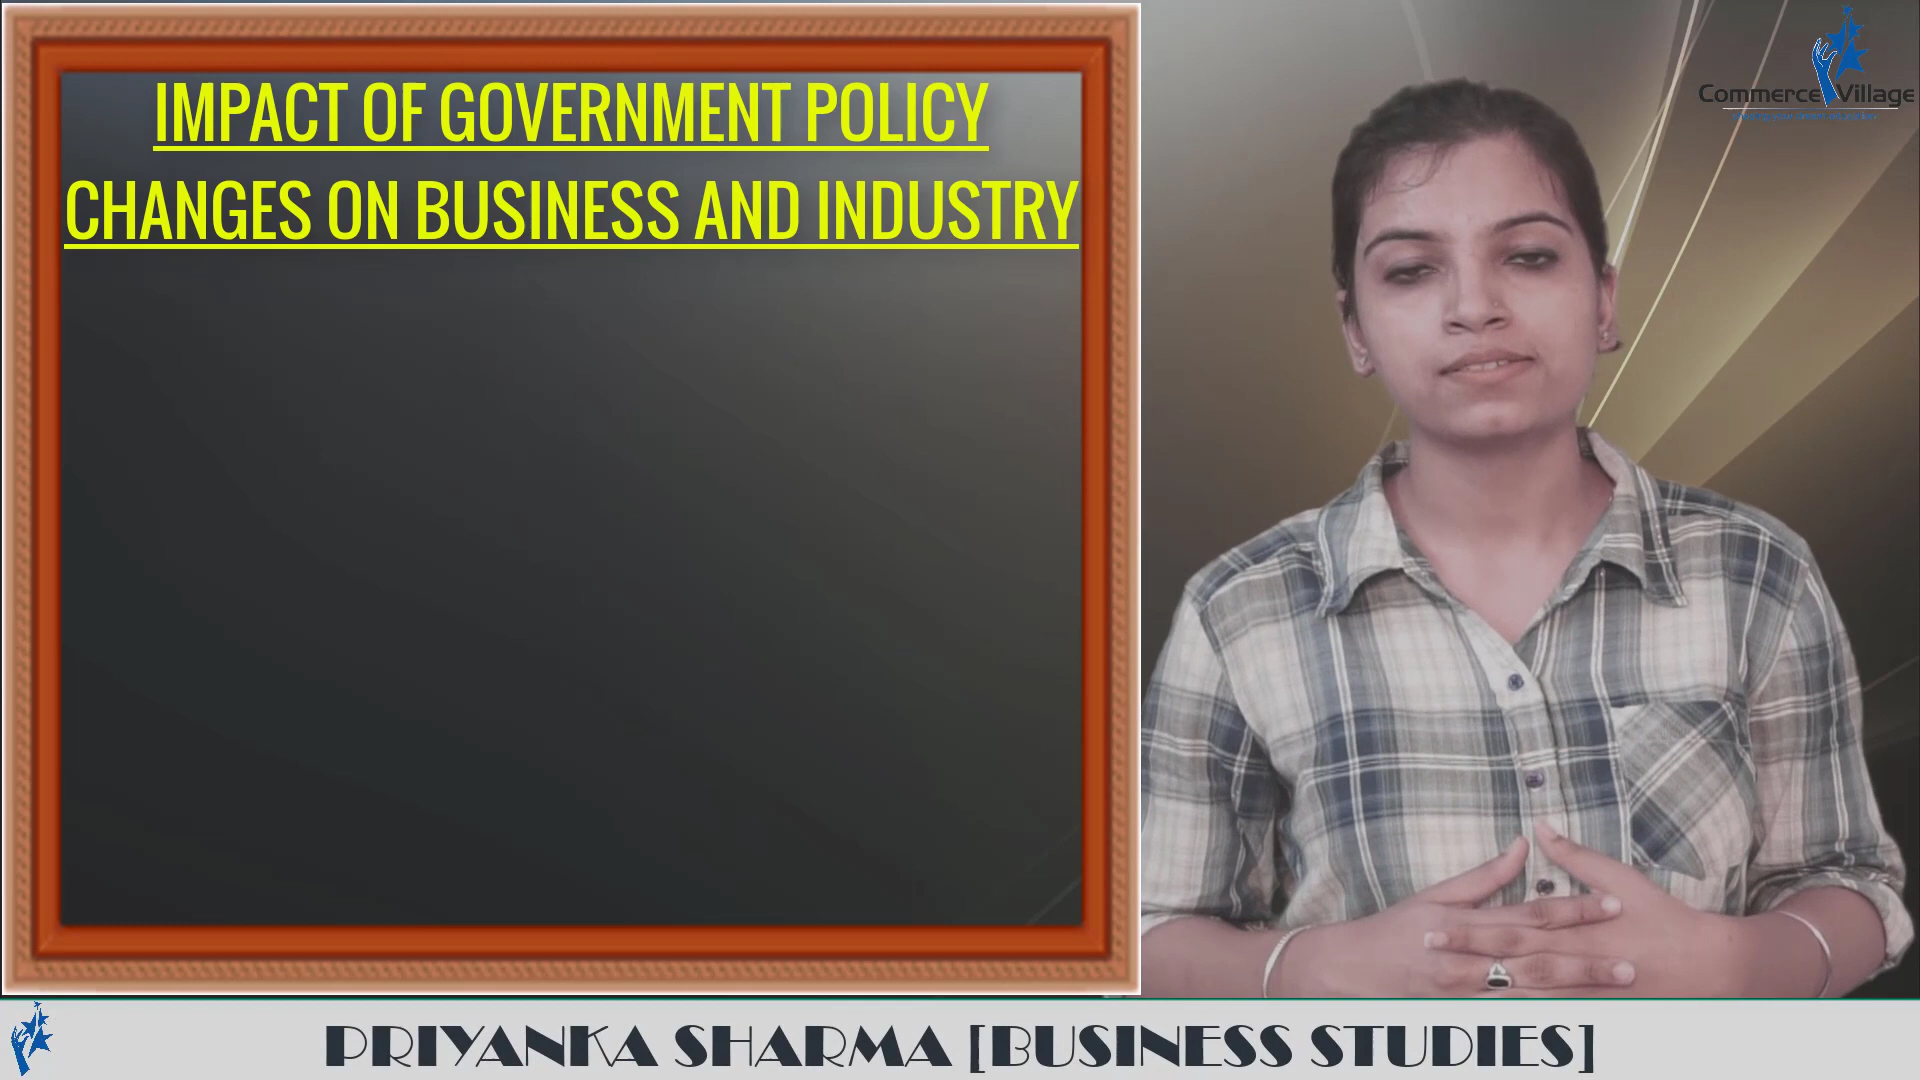 IMPACT OF GOVERNMENT POLICY
CHANGES ON BUSINESS AND INDUSTRY
Commerce Village
PRIYANKA SHARMA [BUSINESS STUDIES]